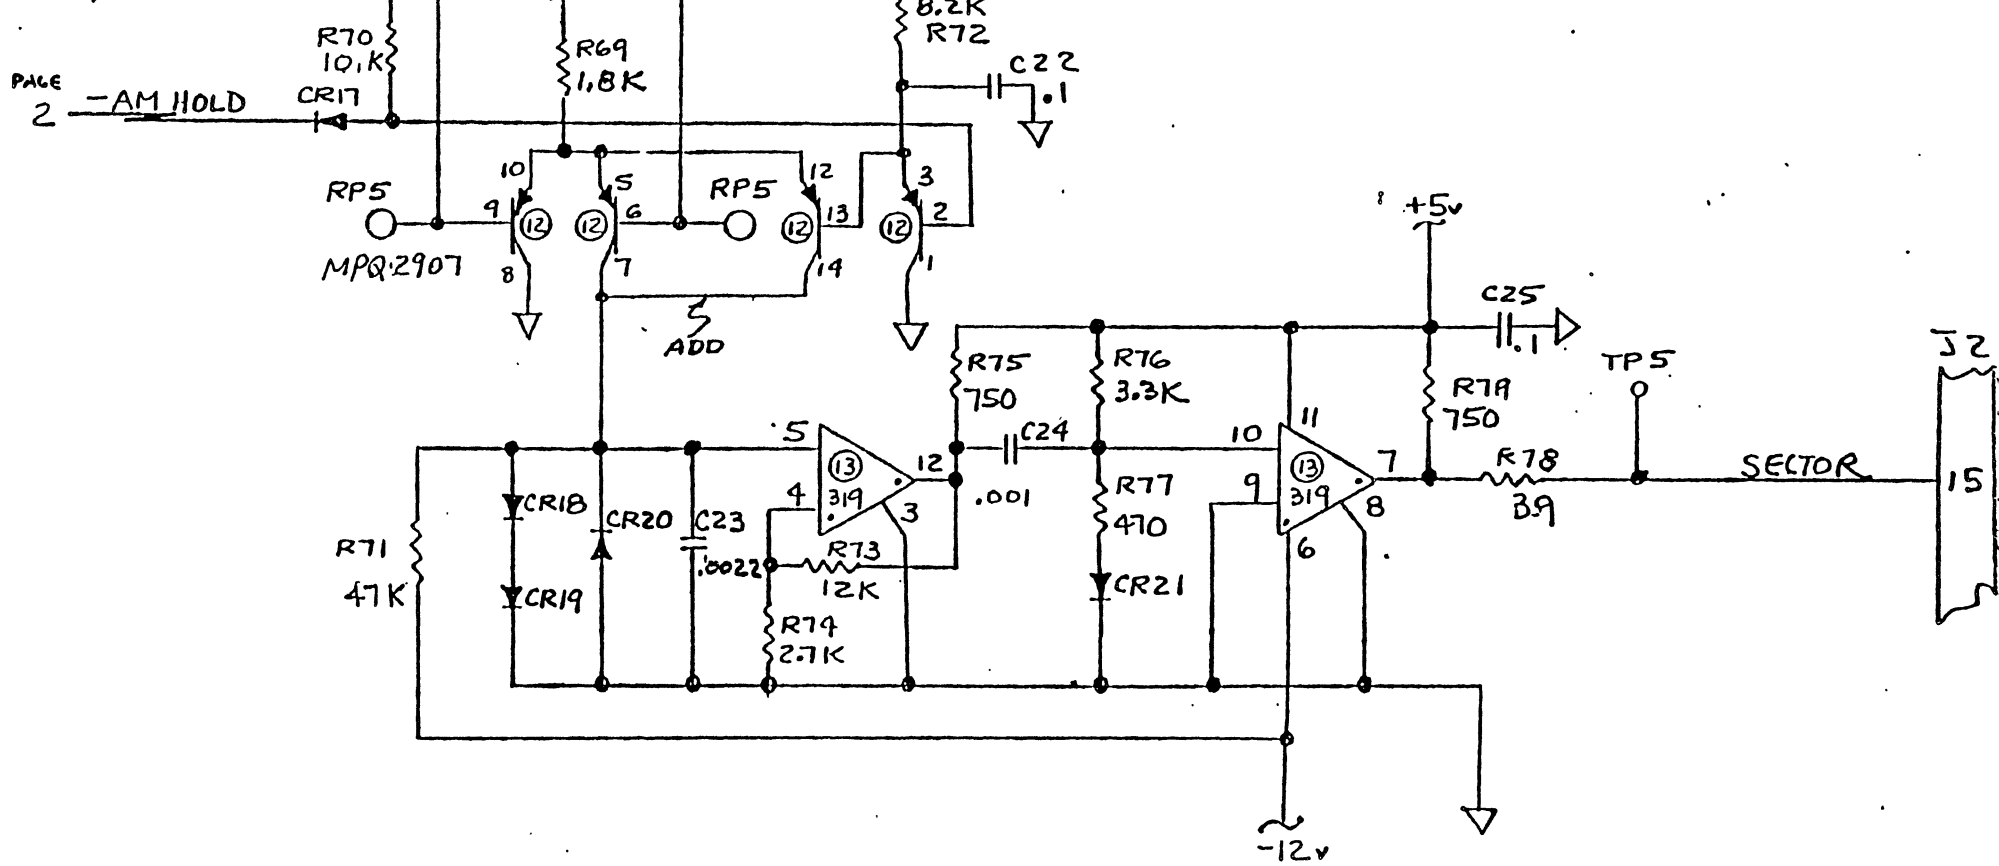 8.2K
R72
R70
10.K
R69
1.8K
C22
.1
PAGE
2
-AM HOLD
CR17
10
5
12
3
RP5
RP5
9
12
12
6
12
13
12
2
MPQ2907
8
7
14
1
ADD
+5v
C25
.1
J2
TP5
R75
750
R76
3.3K
R79
750
11
5
C24
10
13
12
.001
13
7
R78
39
SECTOR
15
4
319
3
9
319
8
6
CR18
CR20
C23
.0022
R77
470
R71
47K
R73
12K
CR19
CR21
R74
2.7K
-12v